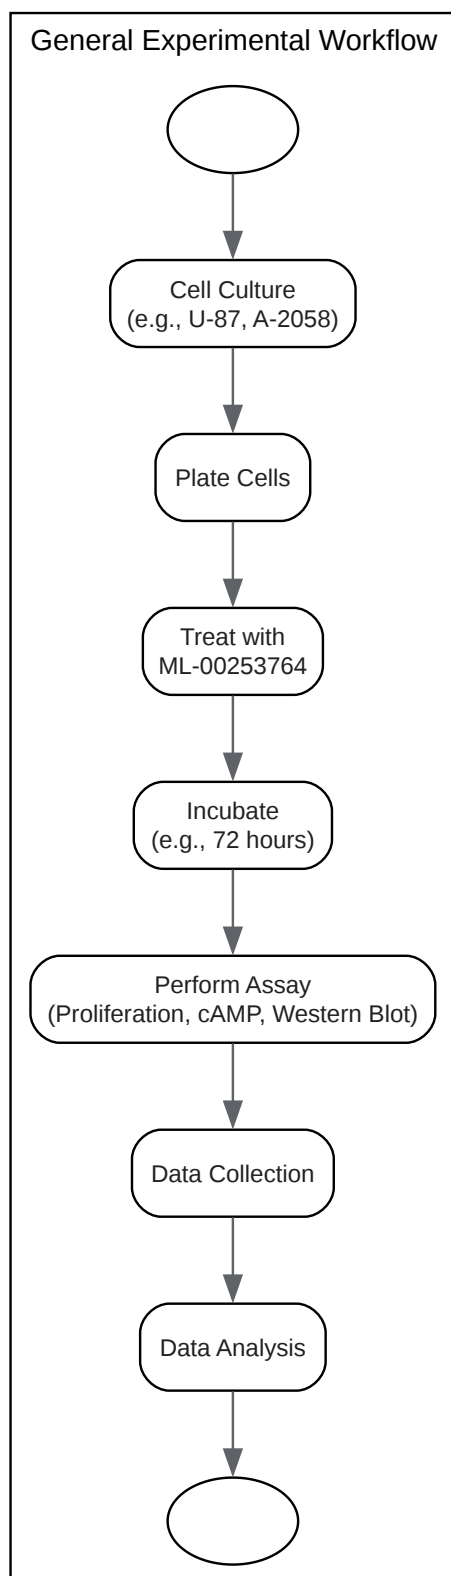 General Experimental Workflow
Cell Culture
(e.g., U-87, A-2058)
Plate Cells
Treat with
ML-00253764
Incubate
(e.g., 72 hours)
Perform Assay
(Proliferation, cAMP, Western Blot)
Data Collection
Data Analysis